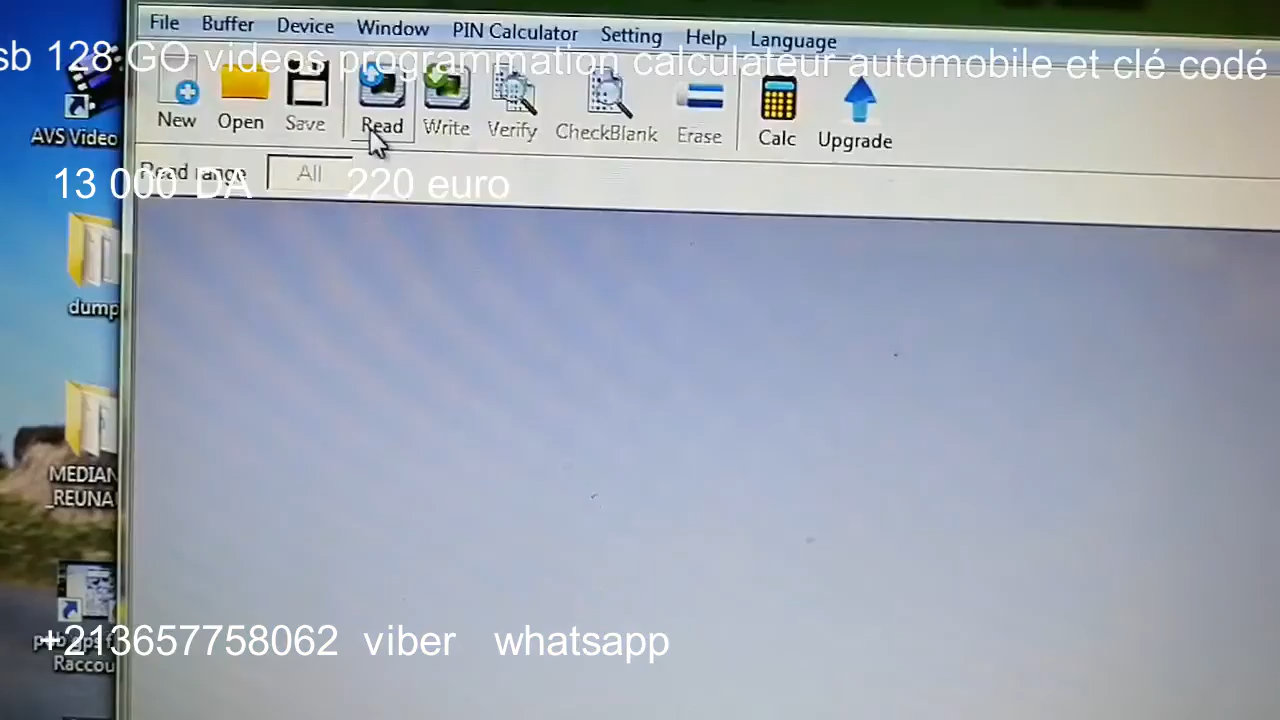 File Buffer Device Window PIN Calculator Setting Help Language
sb 128 GO videos programmation calculateur automobile et clé codé
New Open Save Read Write Verify CheckBlank Erase Calc Upgrade
AVS Video
Read range All
13 000 DA 220 euro
dump
MEDIAN
_REUNA
+213657758062 viber whatsapp
Raccou